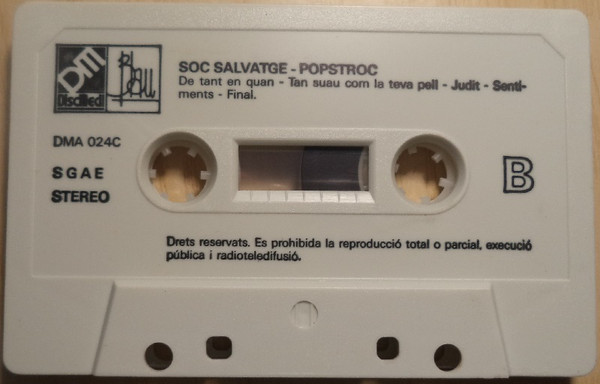 DM
Discmedi
Blau
SOC SALVATGE - POPSTROC
De tant en quan - Tan suau com la teva pell - Judit - Senti-
ments - Final.
DMA 024C
SGAE
STEREO
B
Drets reservats. Es prohibida la reproducció total o parcial, execució
pública i radioteledifusió.